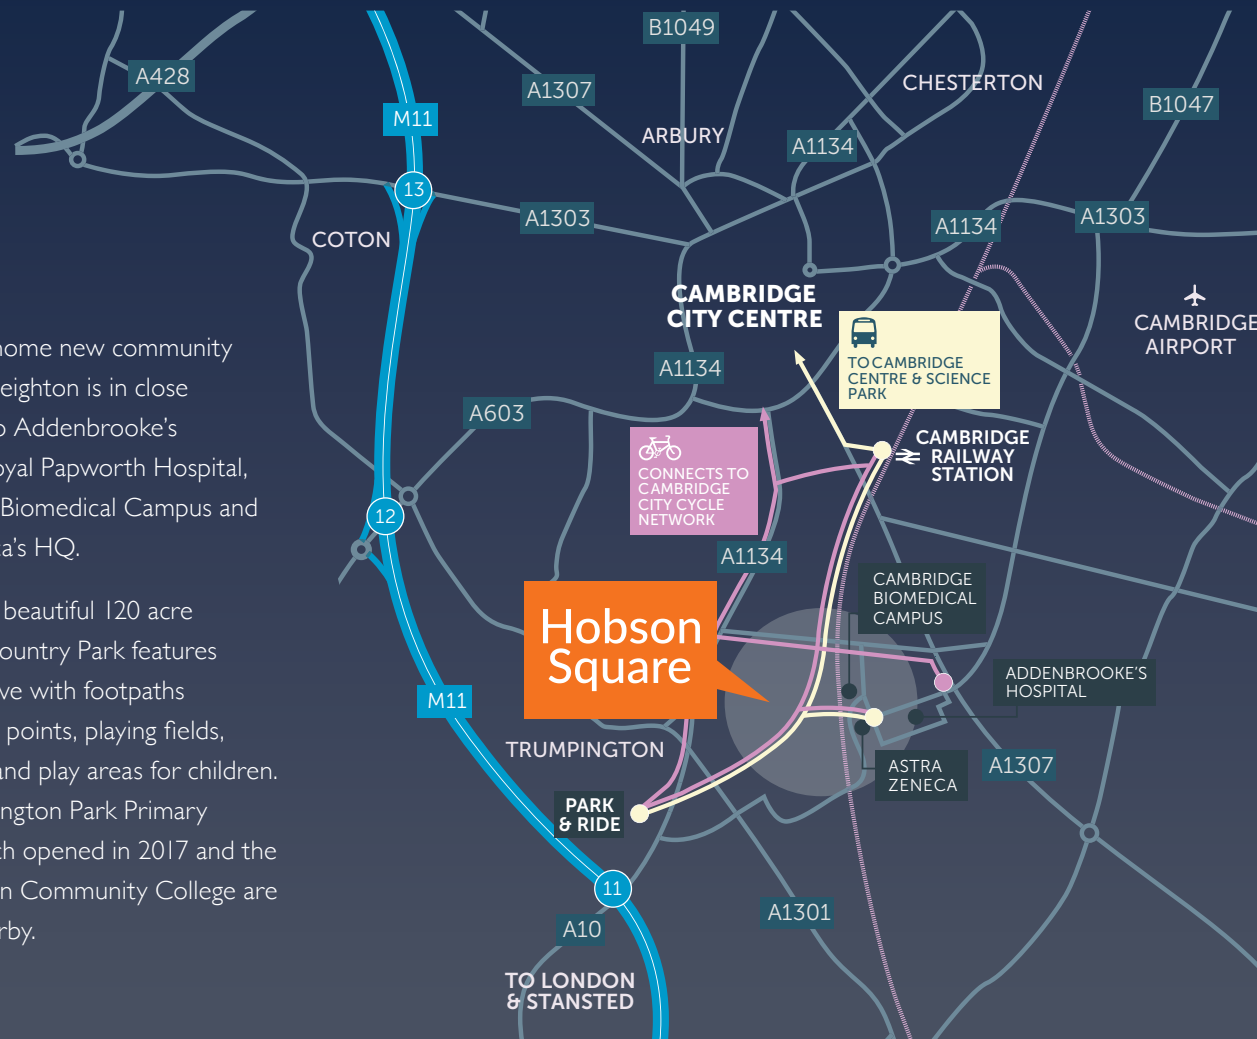 B1049
A428
A1307
CHESTERTON
M11
B1047
ARBURY
A1134
13
A1303
A1303
A1134
COTON
CAMBRIDGE
CITY CENTRE
CAMBRIDGE
AIRPORT
TO CAMBRIDGE
CENTRE & SCIENCE
PARK
A1134
A603
CONNECTS TO
CAMBRIDGE
CITY CYCLE
NETWORK
CAMBRIDGE
RAILWAY
STATION
12
A1134
CAMBRIDGE
BIOMEDICAL
CAMPUS
Hobson
Square
ADDENBROOKE'S
HOSPITAL
M11
TRUMPINGTON
ASTRA
ZENECA
A1307
PARK
& RIDE
11
A10
A1301
TO LONDON
& STANSTED
home new community
eighton is in close
o Addenbrooke's
oyal Papworth Hospital,
Biomedical Campus and
ca's HQ.
beautiful 120 acre
ountry Park features
ve with footpaths
points, playing fields,
and play areas for children.
ington Park Primary
ch opened in 2017 and the
n Community College are
rby.